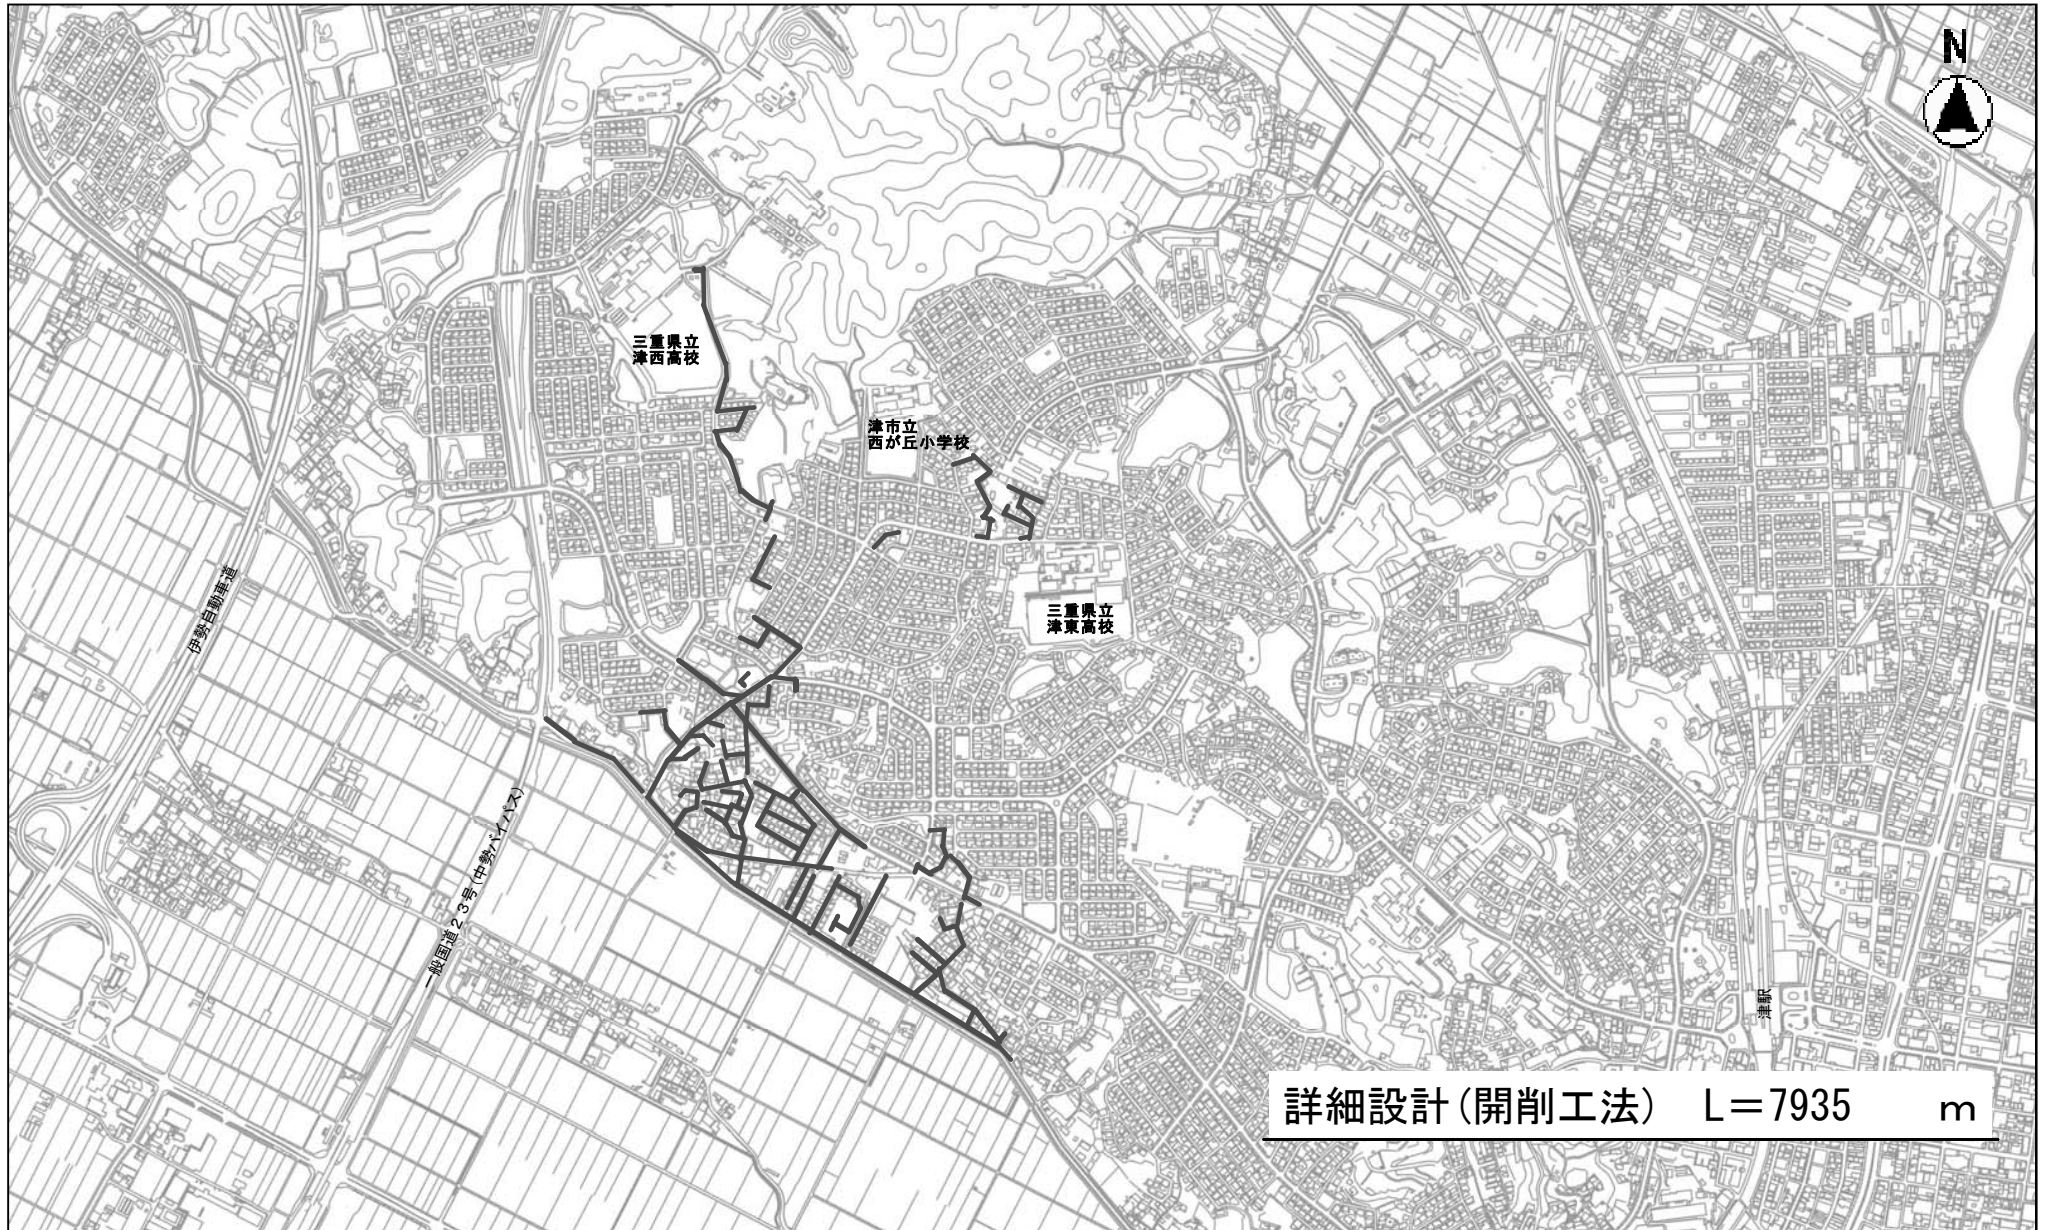 N
三重県立
津西高校
津市立
西が丘小学校
伊勢自動車道
三重県立
津東高校
一般国道23号(中勢バイパス)
津駅
詳細設計(開削工法) L=7935 m